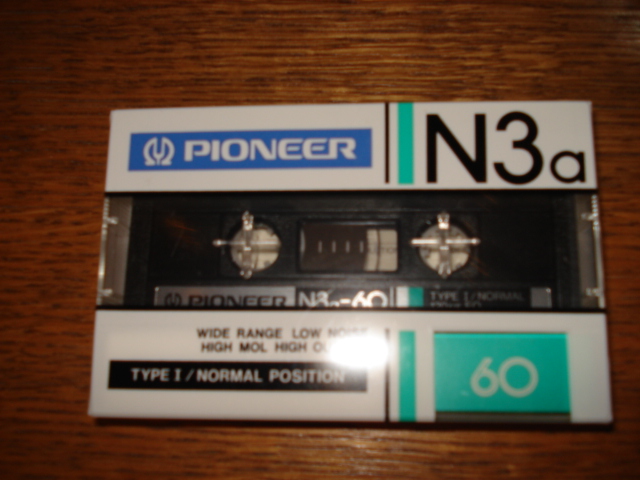 PIONEER
N3a
PIONEER N3a-60 TYPE I/NORMAL
WIDE RANGE LOW
HIGH MOL HIGH
TYPE I/NORMAL POSITION
60